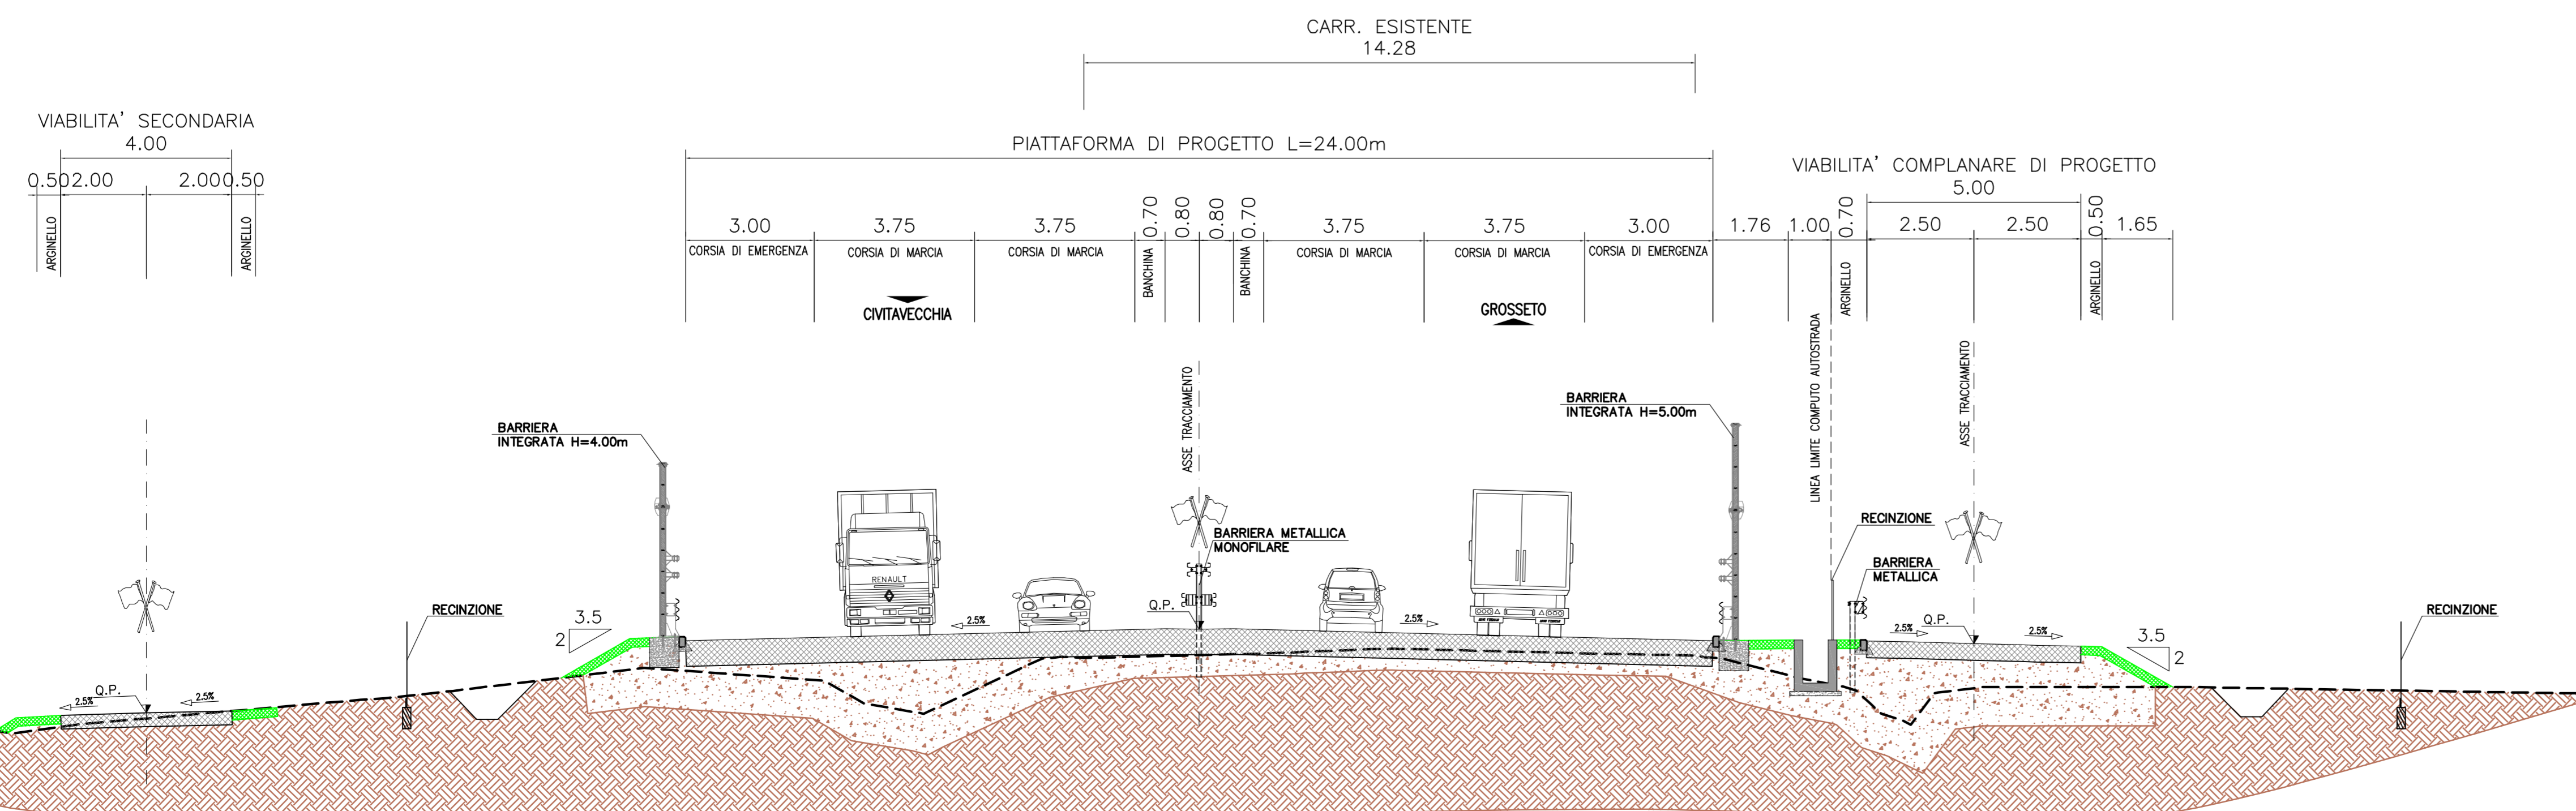 CARR. ESISTENTE
14.28
VIABILITA' SECONDARIA
4.00
0.50 2.00 2.00 0.50
ARGINELLO
ARGINELLO
PIATTAFORMA DI PROGETTO L=24.00m
3.00 3.75 3.75 0.70 0.80 0.80 0.70 3.75 3.75 3.00 1.76 1.00 0.70
CORSIA DI EMERGENZA
CORSIA DI MARCIA
CORSIA DI MARCIA
BANCHINA
BANCHINA
CORSIA DI MARCIA
CORSIA DI MARCIA
CORSIA DI EMERGENZA
CIVITAVECCHIA
GROSSETO
VIABILITA' COMPLANARE DI PROGETTO
5.00
2.50 2.50 0.50 1.65
ARGINELLO
ARGINELLO
LINEA LIMITE COMPUTO AUTOSTRADA
ASSE TRACCIAMENTO
ASSE TRACCIAMENTO
BARRIERA
INTEGRATA H=4.00m
BARRIERA
INTEGRATA H=5.00m
BARRIERA METALLICA
MONOFILARE
RECINZIONE
BARRIERA
METALLICA
RECINZIONE
RECINZIONE
RENAULT
3.5
2
3.5
2
Q.P.
2.5%
2.5%
Q.P.
2.5%
2.5%
Q.P.
2.5%
2.5%